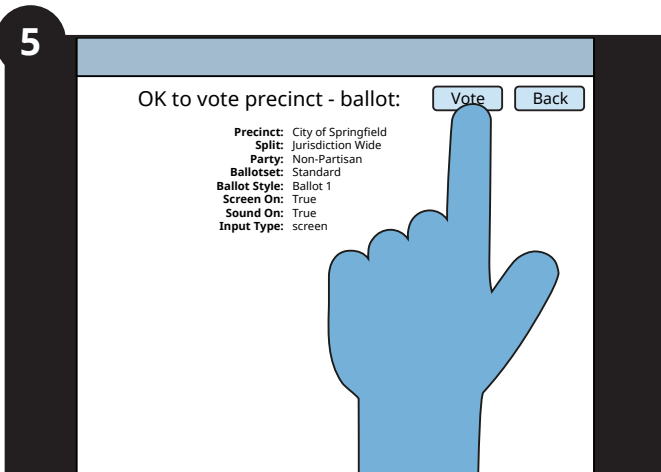 5
OK to vote precinct - ballot: Vote Back
Precinct: City of Springfield
Split: Jurisdiction Wide
Party: Non-Partisan
Ballotset: Standard
Ballot Style: Ballot 1
Screen On: True
Sound On: True
Input Type: screen